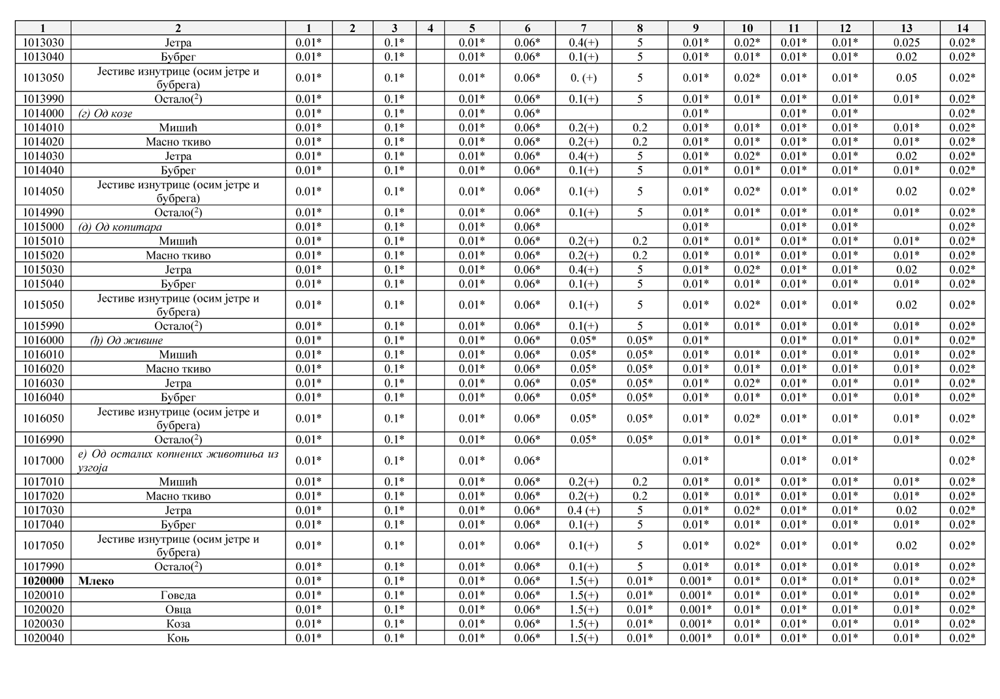 1 2 1 2 3 4 5 6 7 8 9 10 11 12 13 14
1013030 Јетра 0.01* 0.1* 0.01* 0.06* 0.4(+) 5 0.01* 0.02* 0.01* 0.01* 0.025 0.02*
1013040 Бубрег 0.01* 0.1* 0.01* 0.06* 0.1(+) 5 0.01* 0.01* 0.01* 0.01* 0.02 0.02*
1013050 Јестиве изнутрице (осим јетре и
бубрега) 0.01* 0.1* 0.01* 0.06* 0. (+) 5 0.01* 0.02* 0.01* 0.01* 0.05 0.02*
1013990 Остало(2) 0.01* 0.1* 0.01* 0.06* 0.1(+) 5 0.01* 0.01* 0.01* 0.01* 0.01* 0.02*
1014000 (г) Од козе 0.01* 0.1* 0.01* 0.06* 0.01* 0.01* 0.01* 0.02*
1014010 Мишић 0.01* 0.1* 0.01* 0.06* 0.2(+) 0.2 0.01* 0.01* 0.01* 0.01* 0.01* 0.02*
1014020 Масно ткиво 0.01* 0.1* 0.01* 0.06* 0.2(+) 0.2 0.01* 0.01* 0.01* 0.01* 0.01* 0.02*
1014030 Јетра 0.01* 0.1* 0.01* 0.06* 0.4(+) 5 0.01* 0.02* 0.01* 0.01* 0.02 0.02*
1014040 Бубрег 0.01* 0.1* 0.01* 0.06* 0.1(+) 5 0.01* 0.01* 0.01* 0.01* 0.01* 0.02*
1014050 Јестиве изнутрице (осим јетре и
бубрега) 0.01* 0.1* 0.01* 0.06* 0.1(+) 5 0.01* 0.02* 0.01* 0.01* 0.02 0.02*
1014990 Остало(2) 0.01* 0.1* 0.01* 0.06* 0.1(+) 5 0.01* 0.01* 0.01* 0.01* 0.01* 0.02*
1015000 (д) Од копитара 0.01* 0.1* 0.01* 0.06* 0.01* 0.01* 0.01* 0.02*
1015010 Мишић 0.01* 0.1* 0.01* 0.06* 0.2(+) 0.2 0.01* 0.01* 0.01* 0.01* 0.01* 0.02*
1015020 Масно ткиво 0.01* 0.1* 0.01* 0.06* 0.2(+) 0.2 0.01* 0.01* 0.01* 0.01* 0.01* 0.02*
1015030 Јетра 0.01* 0.1* 0.01* 0.06* 0.4(+) 5 0.01* 0.02* 0.01* 0.01* 0.02 0.02*
1015040 Бубрег 0.01* 0.1* 0.01* 0.06* 0.1(+) 5 0.01* 0.01* 0.01* 0.01* 0.01* 0.02*
1015050 Јестиве изнутрице (осим јетре и
бубрега) 0.01* 0.1* 0.01* 0.06* 0.1(+) 5 0.01* 0.02* 0.01* 0.01* 0.02 0.02*
1015990 Остало(2) 0.01* 0.1* 0.01* 0.06* 0.1(+) 5 0.01* 0.01* 0.01* 0.01* 0.01* 0.02*
1016000 (ђ) Од живине 0.01* 0.1* 0.01* 0.06* 0.05* 0.05* 0.01* 0.01* 0.01* 0.01* 0.02*
1016010 Мишић 0.01* 0.1* 0.01* 0.06* 0.05* 0.05* 0.01* 0.01* 0.01* 0.01* 0.01* 0.02*
1016020 Масно ткиво 0.01* 0.1* 0.01* 0.06* 0.05* 0.05* 0.01* 0.01* 0.01* 0.01* 0.01* 0.02*
1016030 Јетра 0.01* 0.1* 0.01* 0.06* 0.05* 0.05* 0.01* 0.02* 0.01* 0.01* 0.01* 0.02*
1016040 Бубрег 0.01* 0.1* 0.01* 0.06* 0.05* 0.05* 0.01* 0.01* 0.01* 0.01* 0.01* 0.02*
1016050 Јестиве изнутрице (осим јетре и
бубрега) 0.01* 0.1* 0.01* 0.06* 0.05* 0.05* 0.01* 0.02* 0.01* 0.01* 0.01* 0.02*
1016990 Остало(2) 0.01* 0.1* 0.01* 0.06* 0.05* 0.05* 0.01* 0.01* 0.01* 0.01* 0.01* 0.02*
1017000 е) Од осталих копнених животиња из
узгоја 0.01* 0.1* 0.01* 0.06* 0.01* 0.01* 0.01* 0.02*
1017010 Мишић 0.01* 0.1* 0.01* 0.06* 0.2(+) 0.2 0.01* 0.01* 0.01* 0.01* 0.01* 0.02*
1017020 Масно ткиво 0.01* 0.1* 0.01* 0.06* 0.2(+) 0.2 0.01* 0.01* 0.01* 0.01* 0.01* 0.02*
1017030 Јетра 0.01* 0.1* 0.01* 0.06* 0.4 (+) 5 0.01* 0.02* 0.01* 0.01* 0.02 0.02*
1017040 Бубрег 0.01* 0.1* 0.01* 0.06* 0.1(+) 5 0.01* 0.01* 0.01* 0.01* 0.01* 0.02*
1017050 Јестиве изнутрице (осим јетре и
бубрега) 0.01* 0.1* 0.01* 0.06* 0.1(+) 5 0.01* 0.02* 0.01* 0.01* 0.02 0.02*
1017990 Остало(2) 0.01* 0.1* 0.01* 0.06* 0.1(+) 5 0.01* 0.01* 0.01* 0.01* 0.01* 0.02*
1020000 Млеко 0.01* 0.1* 0.01* 0.06* 1.5(+) 0.01* 0.001* 0.01* 0.01* 0.01* 0.01* 0.02*
1020010 Говеда 0.01* 0.1* 0.01* 0.06* 1.5(+) 0.01* 0.001* 0.01* 0.01* 0.01* 0.01* 0.02*
1020020 Овца 0.01* 0.1* 0.01* 0.06* 1.5(+) 0.01* 0.001* 0.01* 0.01* 0.01* 0.01* 0.02*
1020030 Коза 0.01* 0.1* 0.01* 0.06* 1.5(+) 0.01* 0.001* 0.01* 0.01* 0.01* 0.01* 0.02*
1020040 Коњ 0.01* 0.1* 0.01* 0.06* 1.5(+) 0.01* 0.001* 0.01* 0.01* 0.01* 0.01* 0.02*